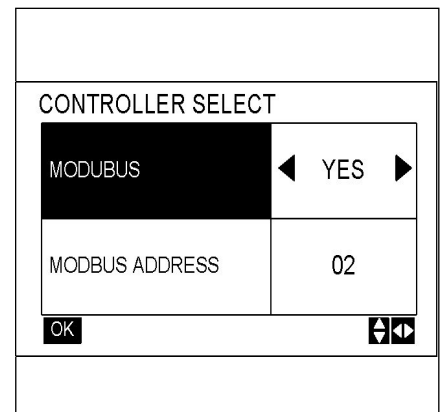 CONTROLLER SELECT
MODUBUS YES
MODBUS ADDRESS 02
OK